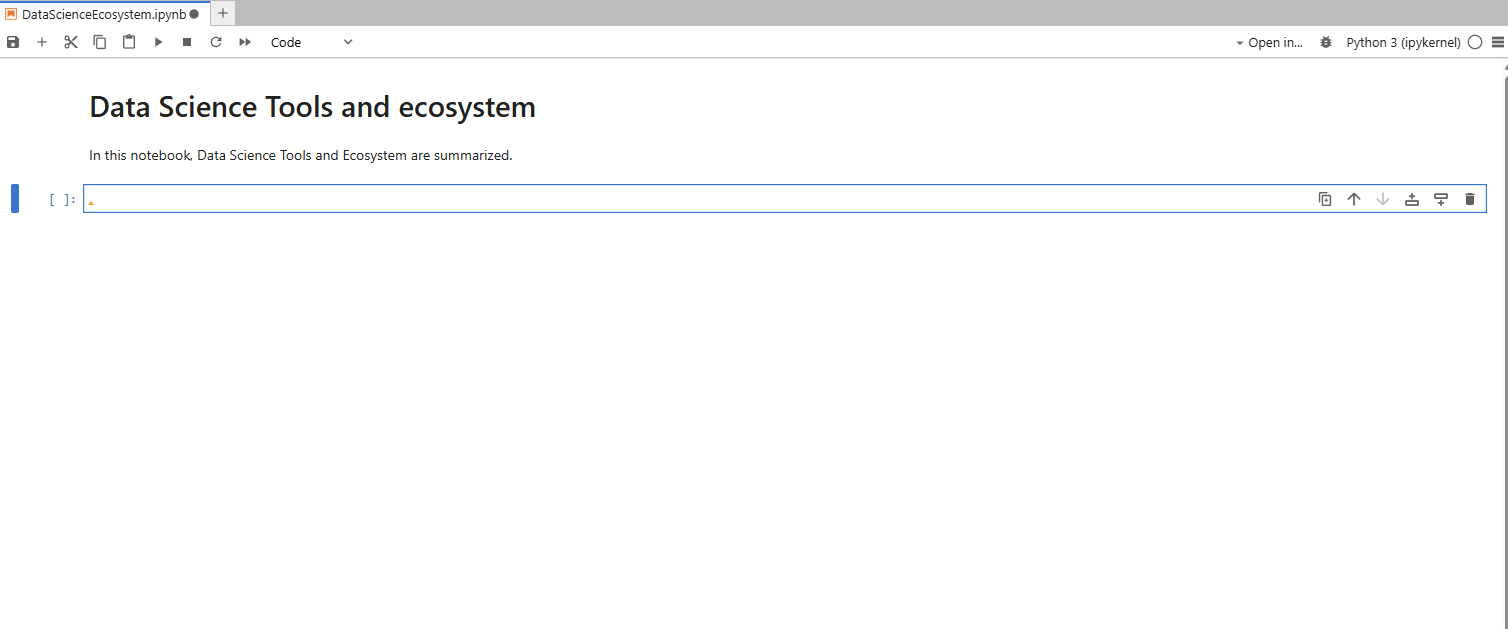 DataScienceEcosystem.ipynb
Code
Open in...
Python 3 (ipykernel)
Data Science Tools and ecosystem
In this notebook, Data Science Tools and Ecosystem are summarized.
[ ]: